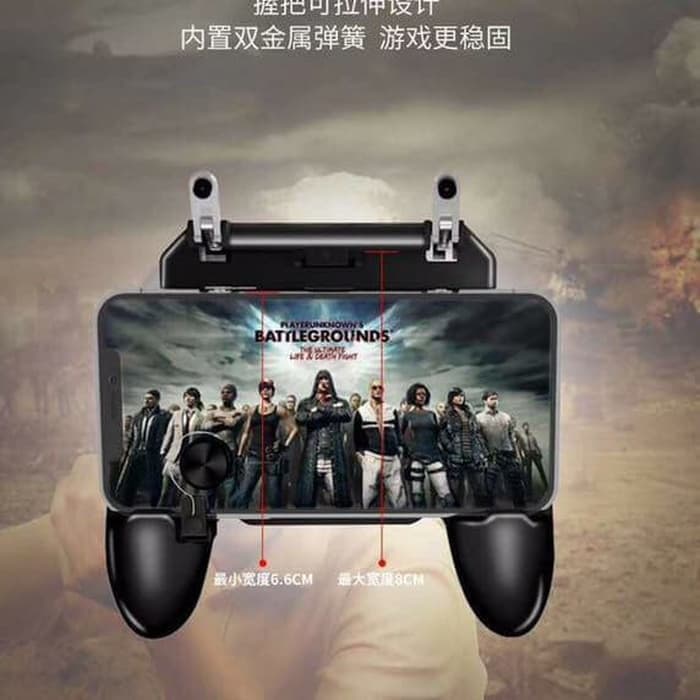 握把可拉伸设计
内置双金属弹簧 游戏更稳固
PLAYERUNKNOWN'S
BATTLEGROUNDS
THE ULTIMATE
LIFE & DEATH FIGHT
最小宽度6.6CM
最大宽度8CM